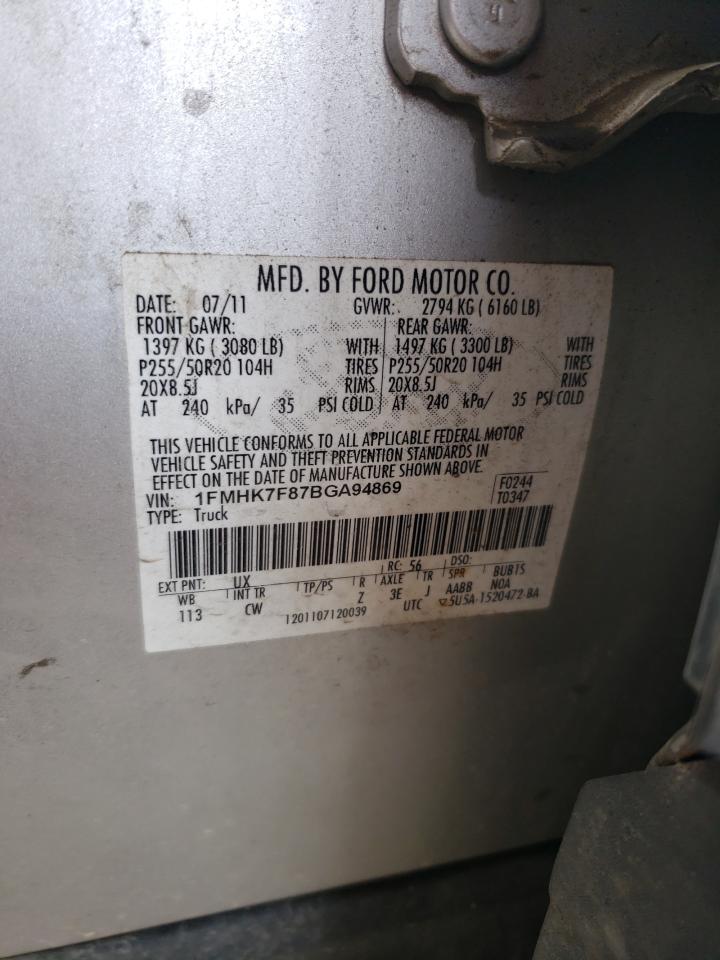 4
MFD. BY FORD MOTOR CO.
DATE: 07/11 GVWR: 2794 KG ( 6160 LB)
FRONT GAWR: REAR GAWR:
1397 KG ( 3080 LB) WITH 1497 KG ( 3300 LB) WITH
P255/50R20 104H TIRES P255/50R20 104H TIRES
20X8.5J RIMS 20X8.5J RIMS
AT 240 kPa/ 35 PSI COLD AT 240 kPa/ 35 PSI COLD
THIS VEHICLE CONFORMS TO ALL APPLICABLE FEDERAL MOTOR
VEHICLE SAFETY AND THEFT PREVENTION STANDARDS IN
EFFECT ON THE DATE OF MANUFACTURE SHOWN ABOVE.
VIN: 1FMHK7F87BGA94869 F0244
TYPE: Truck T0347
EXT PNT: UX RC: 56 DSO:
WB INT TR TP/PS R AXLE TR SPR BUBTS
113 CW Z 3E J AABB NOA
1201107120039 UTC 5U5A-1520472-BA